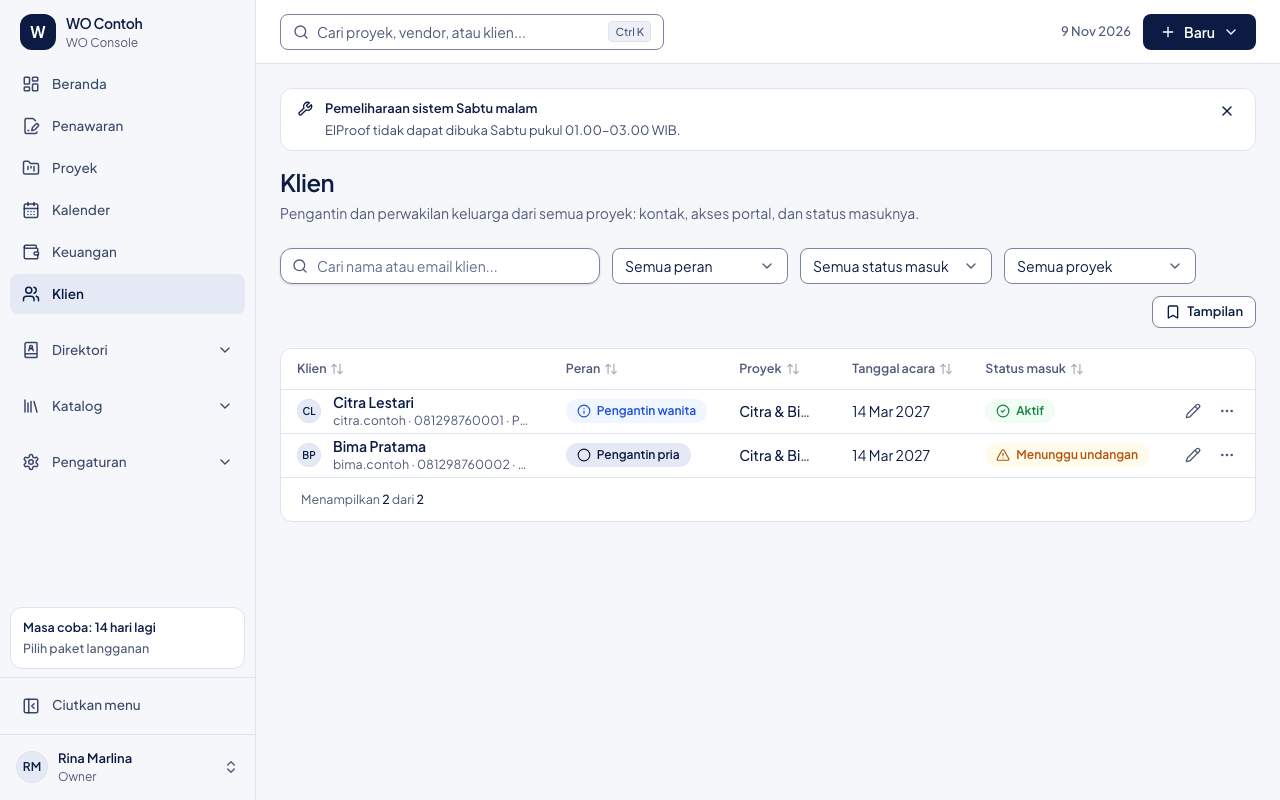 W
WO Contoh
WO Console
Cari proyek, vendor, atau klien...
Ctrl K
9 Nov 2026
Baru
Beranda
Penawaran
Proyek
Kalender
Keuangan
Klien
Direktori
Katalog
Pengaturan
Masa coba: 14 hari lagi
Pilih paket langganan
Ciutkan menu
RM
Rina Marlina
Owner
Pemeliharaan sistem Sabtu malam
ElProof tidak dapat dibuka Sabtu pukul 01.00–03.00 WIB.
Klien
Pengantin dan perwakilan keluarga dari semua proyek: kontak, akses portal, dan status masuknya.
Cari nama atau email klien...
Semua peran
Semua status masuk
Semua proyek
Tampilan
Klien Peran Proyek Tanggal acara Status masuk
CL Citra Lestari Pengantin wanita Citra & Bi... 14 Mar 2027 Aktif
citra.contoh · 081298760001 · P...
BP Bima Pratama Pengantin pria Citra & Bi... 14 Mar 2027 Menunggu undangan
bima.contoh · 081298760002 · ...
Menampilkan 2 dari 2